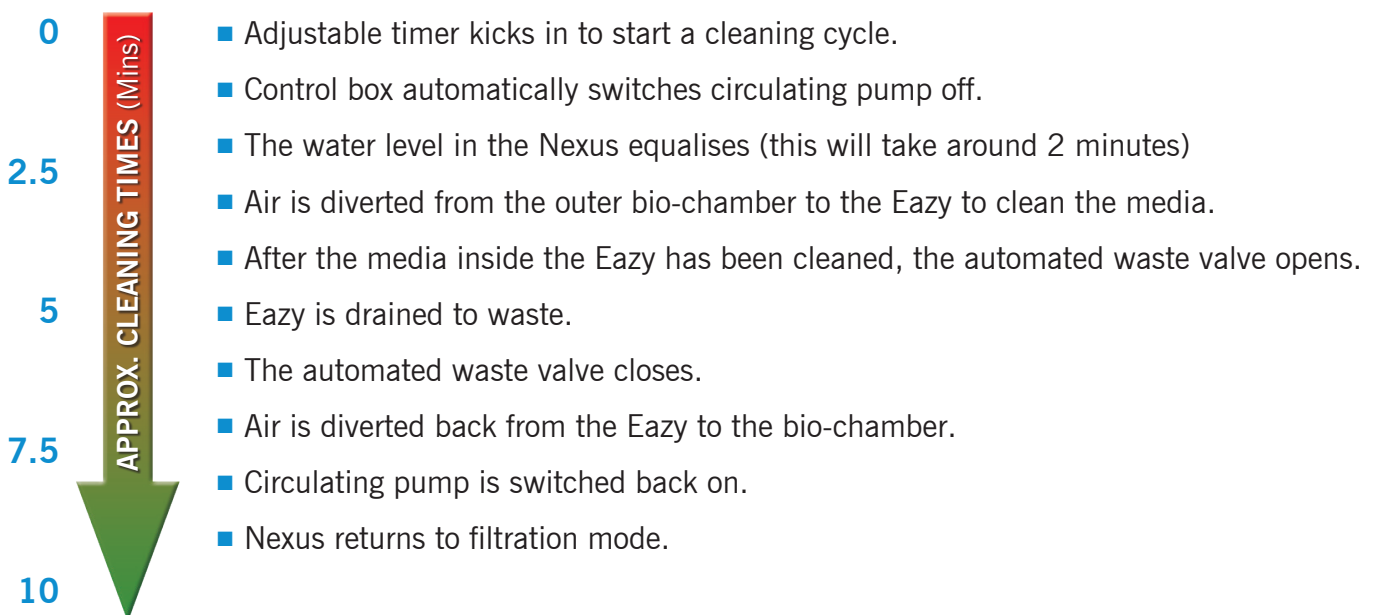 0
■ Adjustable timer kicks in to start a cleaning cycle.
■ Control box automatically switches circulating pump off.
■ The water level in the Nexus equalises (this will take around 2 minutes)
2.5
■ Air is diverted from the outer bio-chamber to the Eazy to clean the media.
■ After the media inside the Eazy has been cleaned, the automated waste valve opens.
5
■ Eazy is drained to waste.
■ The automated waste valve closes.
■ Air is diverted back from the Eazy to the bio-chamber.
7.5
■ Circulating pump is switched back on.
■ Nexus returns to filtration mode.
10
APPROX. CLEANING TIMES (Mins)